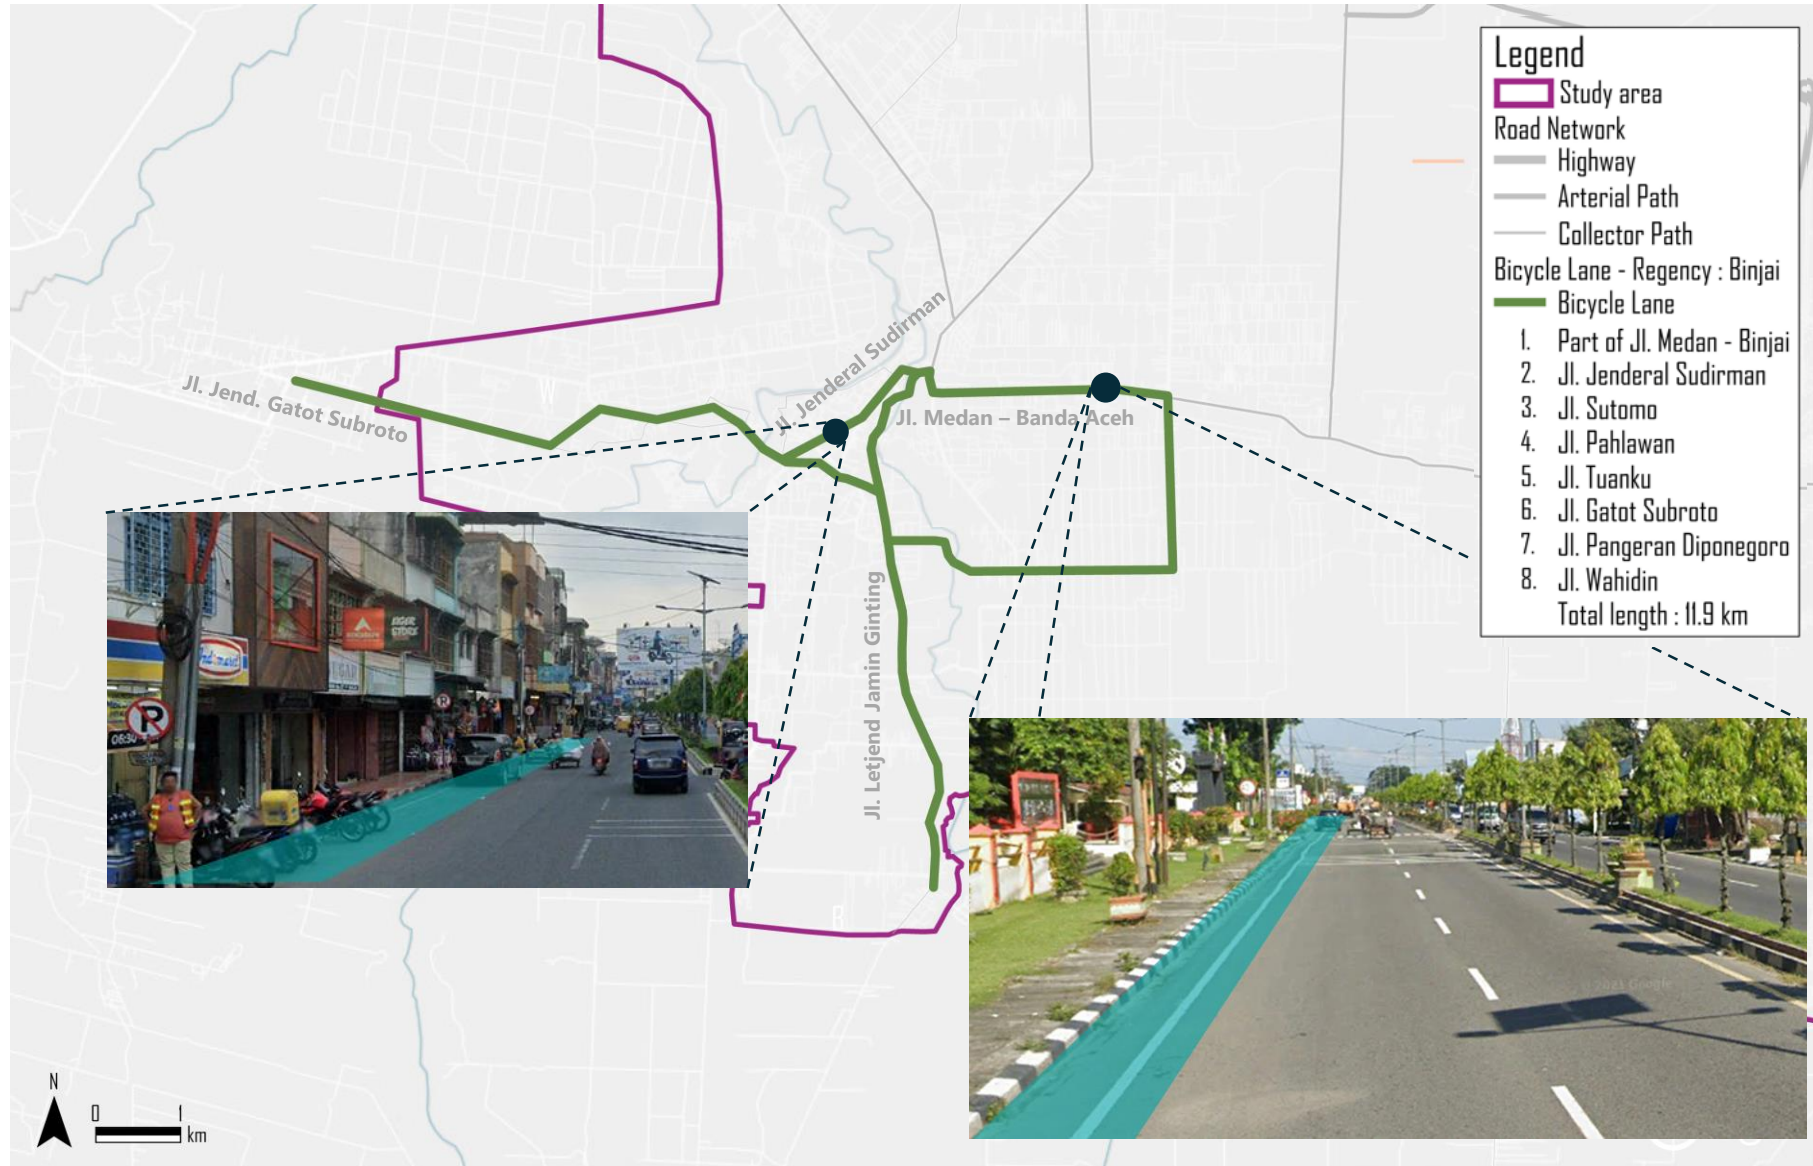 Legend
Study area
Road Network
Highway
Arterial Path
Collector Path
Bicycle Lane - Regency : Binjai
Bicycle Lane
1. Part of Jl. Medan - Binjai
2. Jl. Jenderal Sudirman
3. Jl. Sutomo
4. Jl. Pahlawan
5. Jl. Tuanku
6. Jl. Gatot Subroto
7. Jl. Pangeran Diponegoro
8. Jl. Wahidin
Total length : 11.9 km
Jl. Jenderal Sudirman
Jl. Jend. Gatot Subroto
W
Jl. Medan – Banda Aceh
Jl. Letjend Jamin Ginting
EIGER
STORE
Indomaret
P
P
R
N
0 1
km